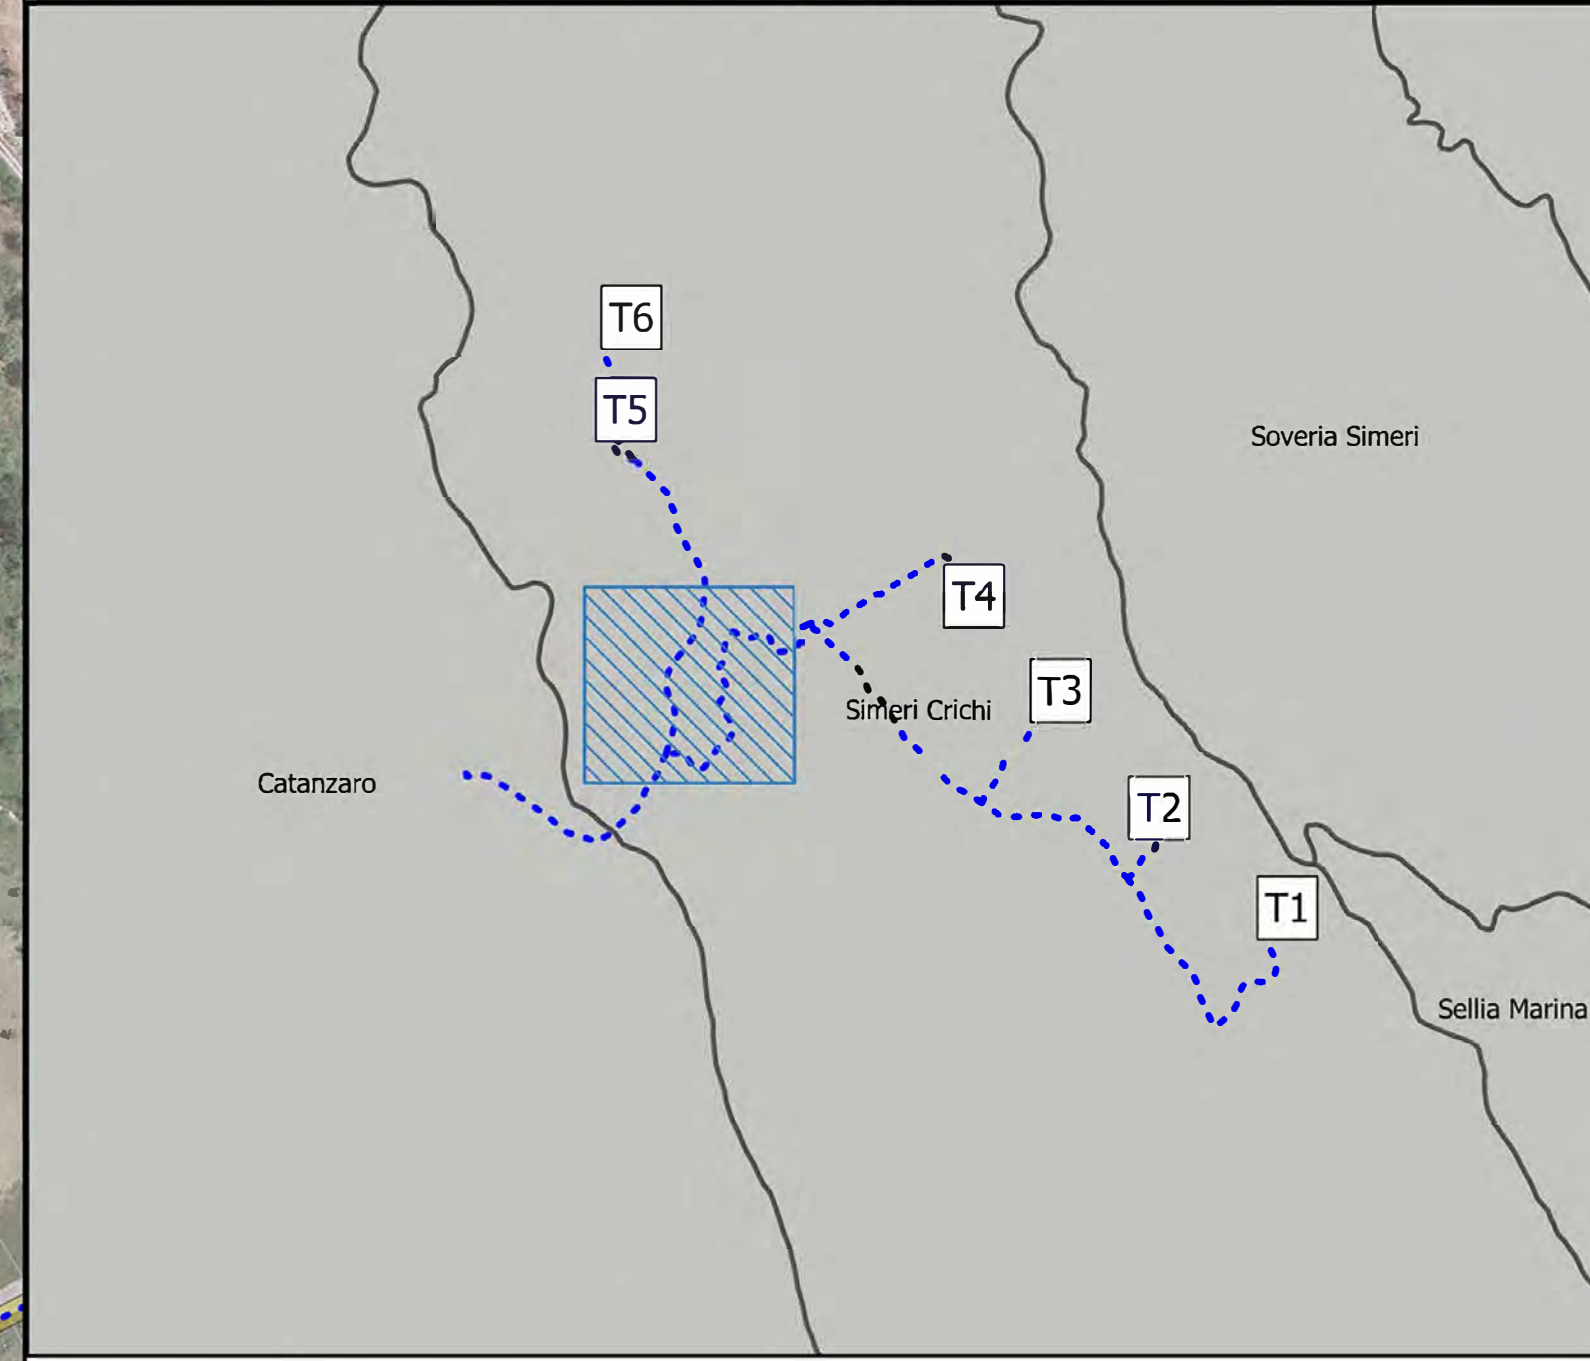 T6
T5
Soveria Simeri
T4
T3
Simeri Crichi
Catanzaro
T2
T1
Sellia Marina